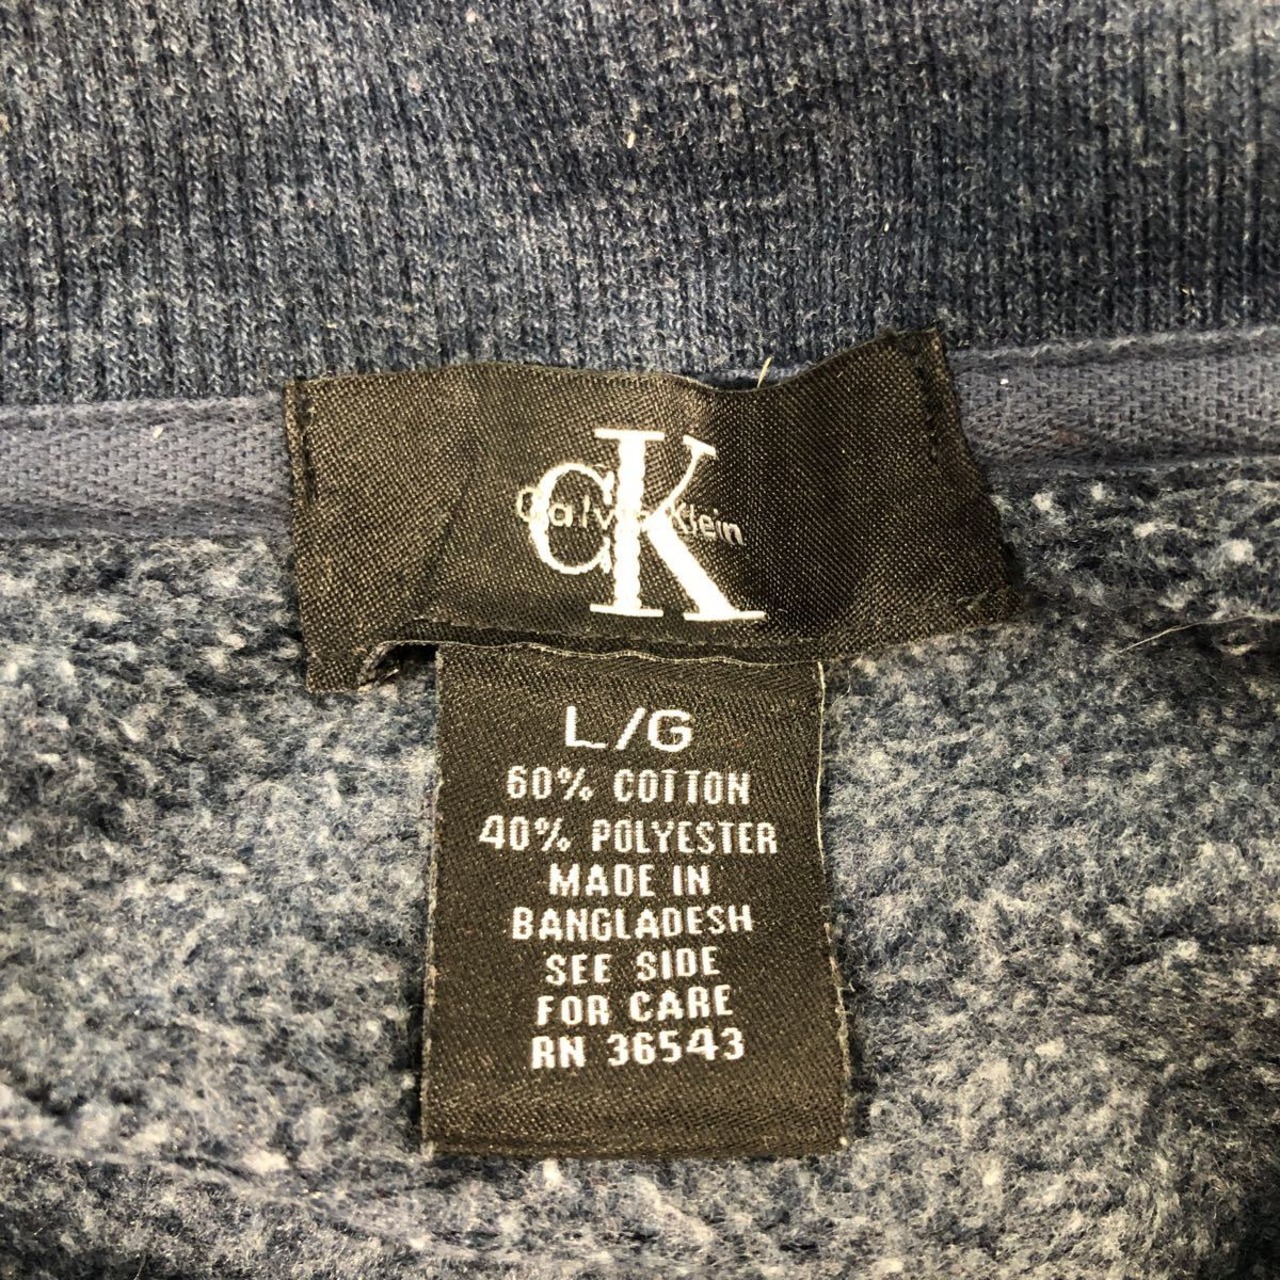 CK
Calvin Klein
L/G
60% COTTON
40% POLYESTER
MADE IN
BANGLADESH
SEE SIDE
FOR CARE
RN 36543